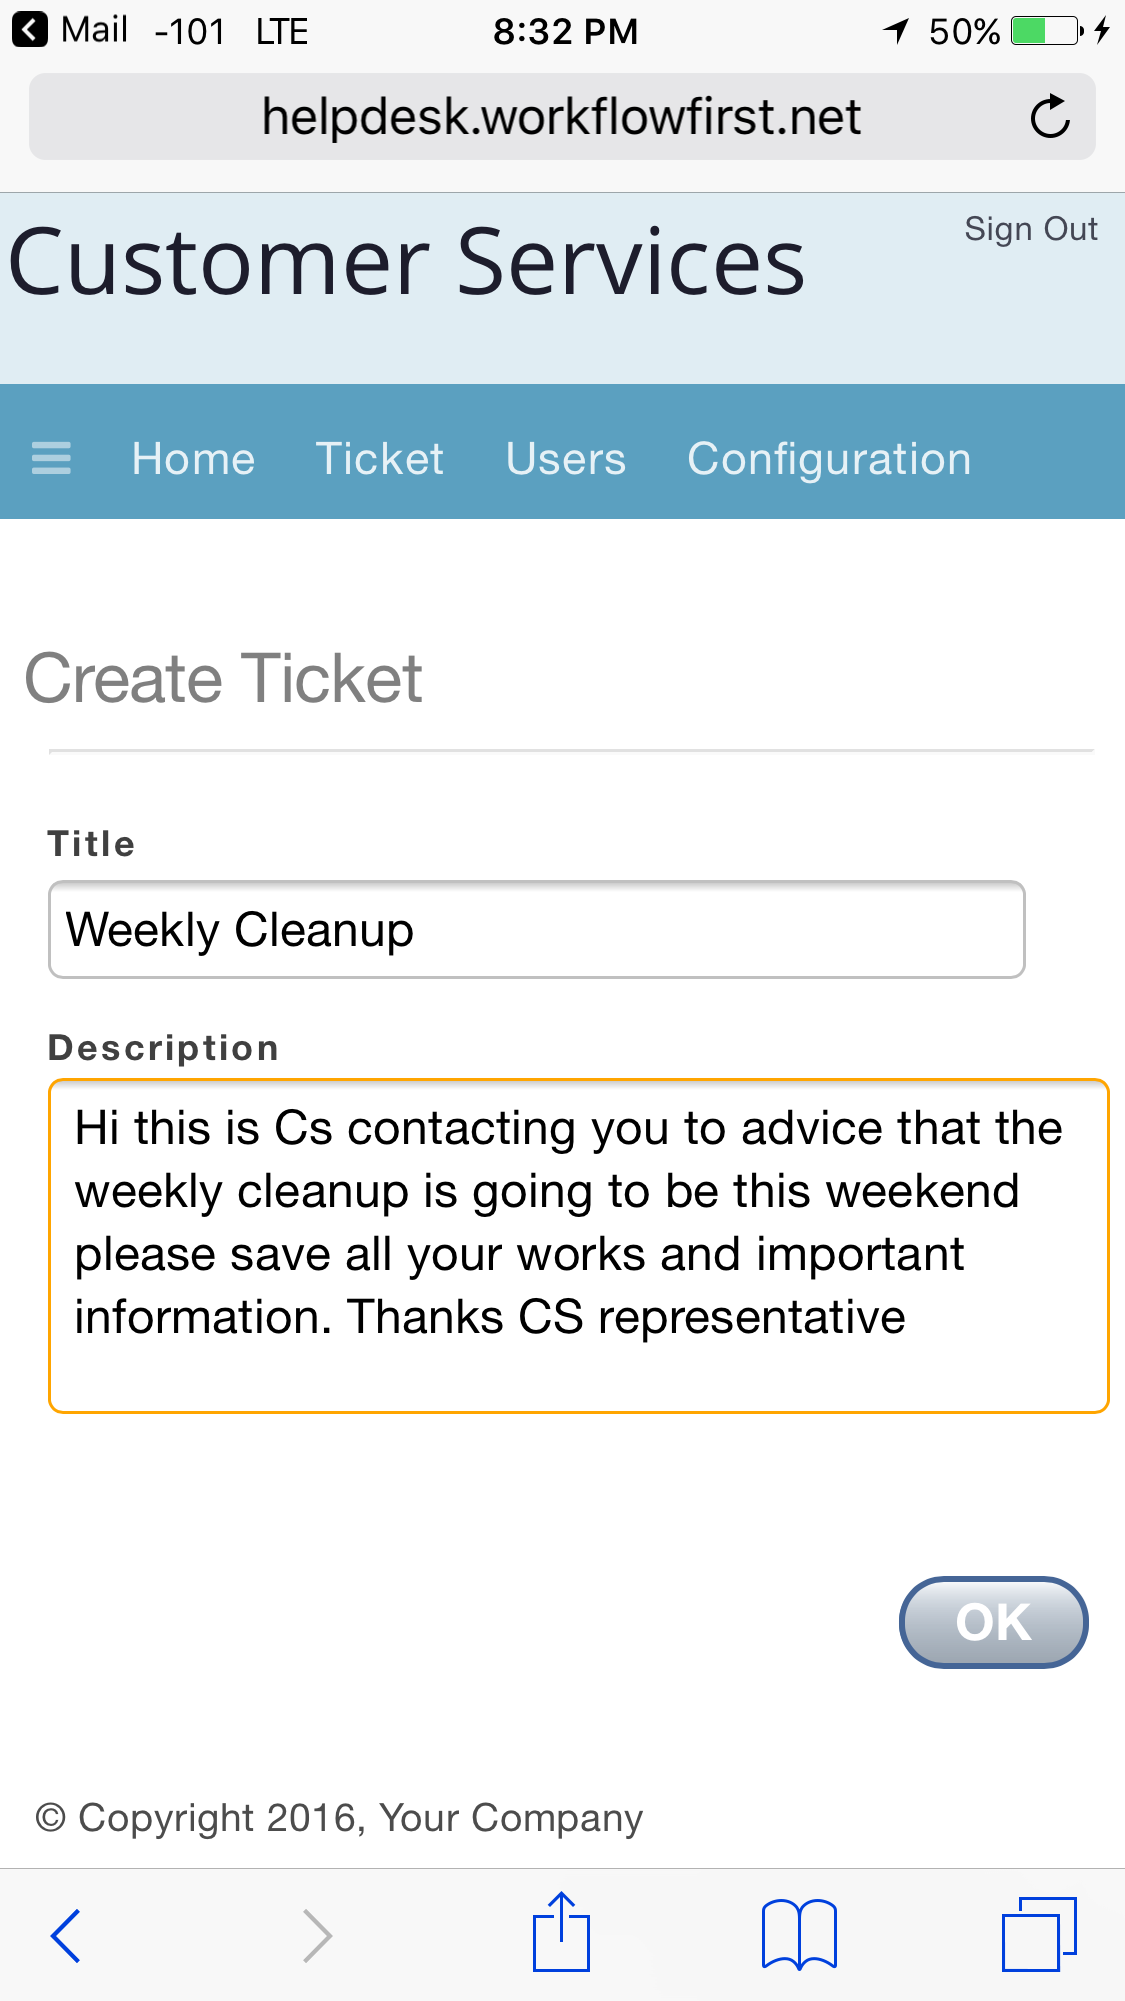 Mail -101 LTE 8:32 PM 50%
helpdesk.workflowfirst.net
Customer Services
Sign Out
Home Ticket Users Configuration
Create Ticket
Title
Weekly Cleanup
Description
Hi this is Cs contacting you to advice that the
weekly cleanup is going to be this weekend
please save all your works and important
information. Thanks CS representative
OK
© Copyright 2016, Your Company